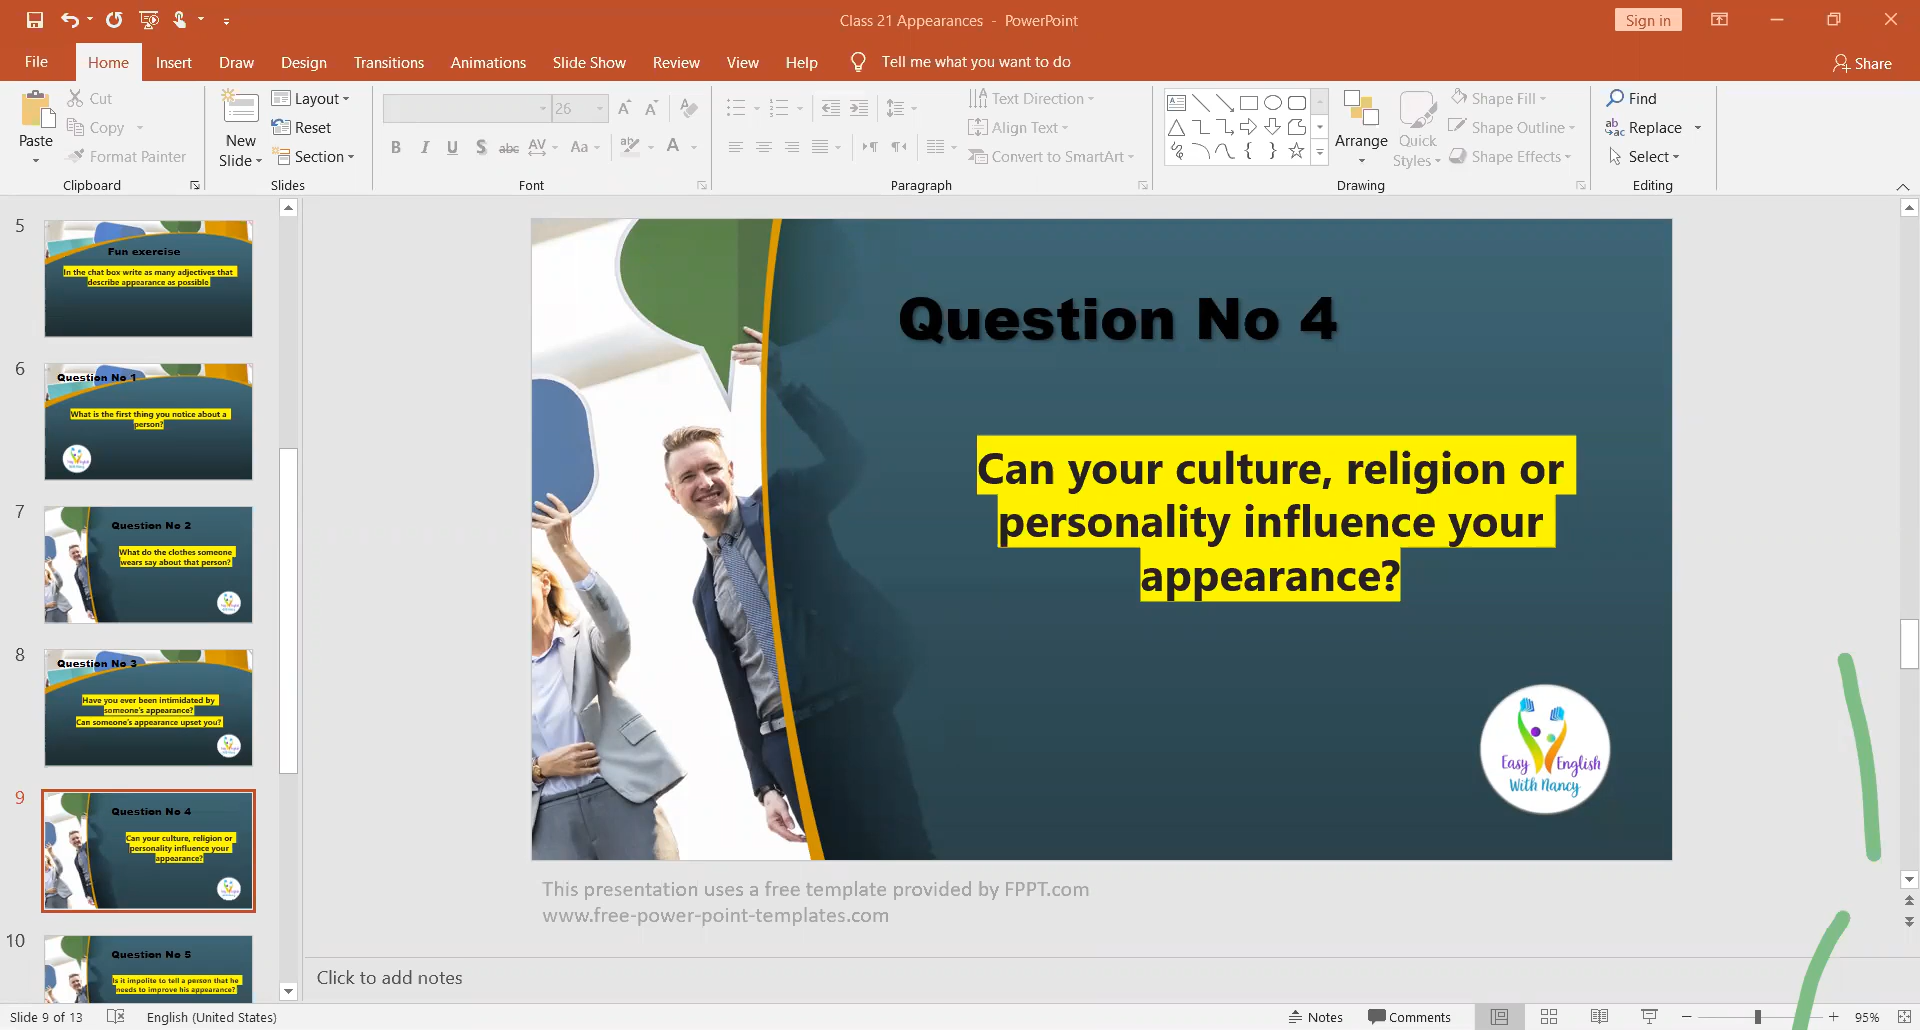 Class 21 Appearances - PowerPoint
Sign in
File Home Insert Draw Design Transitions Animations Slide Show Review View Help Tell me what you want to do Share
Paste
Cut
Copy
Format Painter
Clipboard
New Slide
Layout
Reset
Section
Slides
26
B I U S abc AV Aa A
Font
Text Direction
Align Text
Convert to SmartArt
Paragraph
Arrange
Quick Styles
Shape Fill
Shape Outline
Shape Effects
Drawing
Find
Replace
Select
Editing
5
Fun exercise
In the chat box write as many adjectives that
describe appearance as possible
6
Question No 1
What is the first thing you notice about a
person?
7
Question No 2
What do the clothes someone
wears say about that person?
8
Question No 3
Have you ever been intimidated by
someone's appearance?
Can someone's appearance upset you?
9
Question No 4
Can your culture, religion or
personality influence your
appearance?
10
Question No 5
Is it impolite to tell a person that he
needs to improve his appearance?
Question No 4
Can your culture, religion or
personality influence your
appearance?
Easy English
With Nancy
This presentation uses a free template provided by FPPT.com
www.free-power-point-templates.com
Click to add notes
Slide 9 of 13 English (United States) Notes Comments 95%